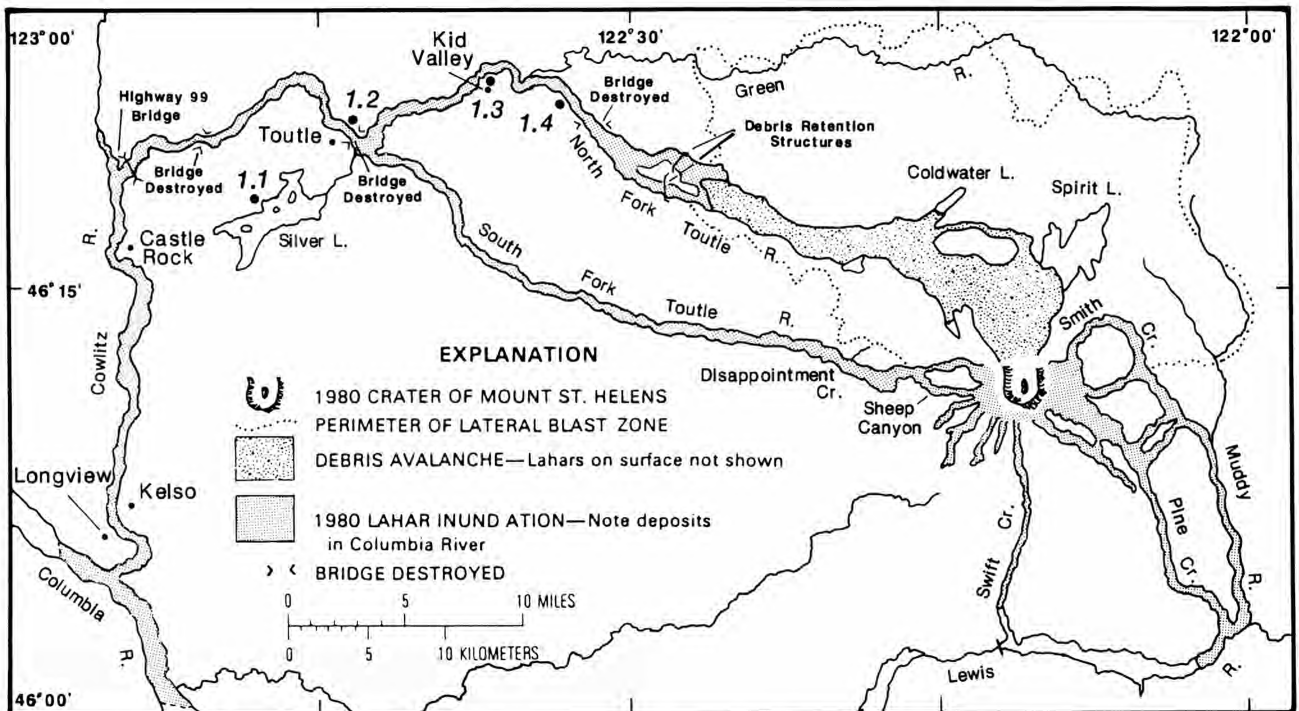 123°00'
122°30'
122°00'
Kid
Valley
1.3
1.2
1.4
Bridge
Destroyed
Green
R.
Highway 99
Bridge
Toutle
Bridge
Destroyed
Bridge
Destroyed
1.1
Silver L.
Debris Retention
Structures
North
Fork
Toutle
R.
Coldwater L.
Spirit L.
R.
Castle
Rock
46°15'
Cowlitz
South
Fork
Toutle
R.
Smith
Cr.
Disappointment
Cr.
Sheep
Canyon
EXPLANATION
1980 CRATER OF MOUNT ST. HELENS
PERIMETER OF LATERAL BLAST ZONE
DEBRIS AVALANCHE—Lahars on surface not shown
1980 LAHAR INUND ATION—Note deposits
in Columbia River
BRIDGE DESTROYED
0 5 10 MILES
0 5 10 KILOMETERS
Longview
Kelso
Columbia
R.
Muddy
R.
Pine
Cr.
Swift
Cr.
Lewis
R.
46°00'